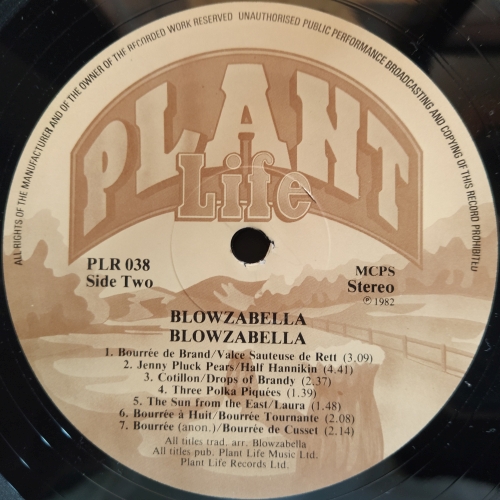 ALL RIGHTS OF THE MANUFACTURER AND OF THE OWNER OF THE RECORDED WORK RESERVED UNAUTHORISED PUBLIC PERFORMANCE BROADCASTING AND COPYING OF THIS RECORD PROHIBITED
PLANT
Life
PLR 038
Side Two
MCPS
Stereo
℗ 1982
BLOWZABELLA
BLOWZABELLA
1. Bourrée de Brand/Valce Sauteuse de Rett (3.09)
2. Jenny Pluck Pears/Half Hannikin (4.41)
3. Cotillon/Drops of Brandy (2.37)
4. Three Polka Piquées (1.39)
5. The Sun from the East/Laura (1.48)
6. Bourrée à Huit/Bourrée Tournante (2.08)
7. Bourrée (anon.)/Bourrée de Cusset (2.14)
All titles trad. arr. Blowzabella
All titles pub. Plant Life Music Ltd.
Plant Life Records Ltd.